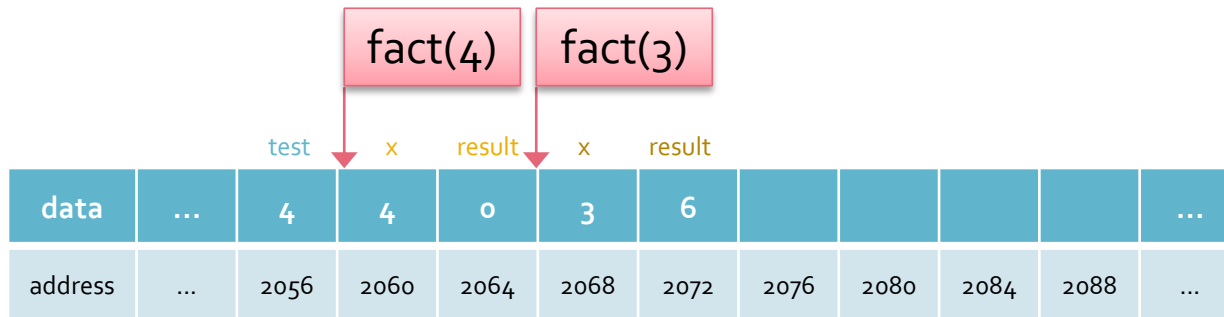 fact(4) fact(3)
test x result x result
data ... 4 4 0 3 6 ...
address ... 2056 2060 2064 2068 2072 2076 2080 2084 2088 ...